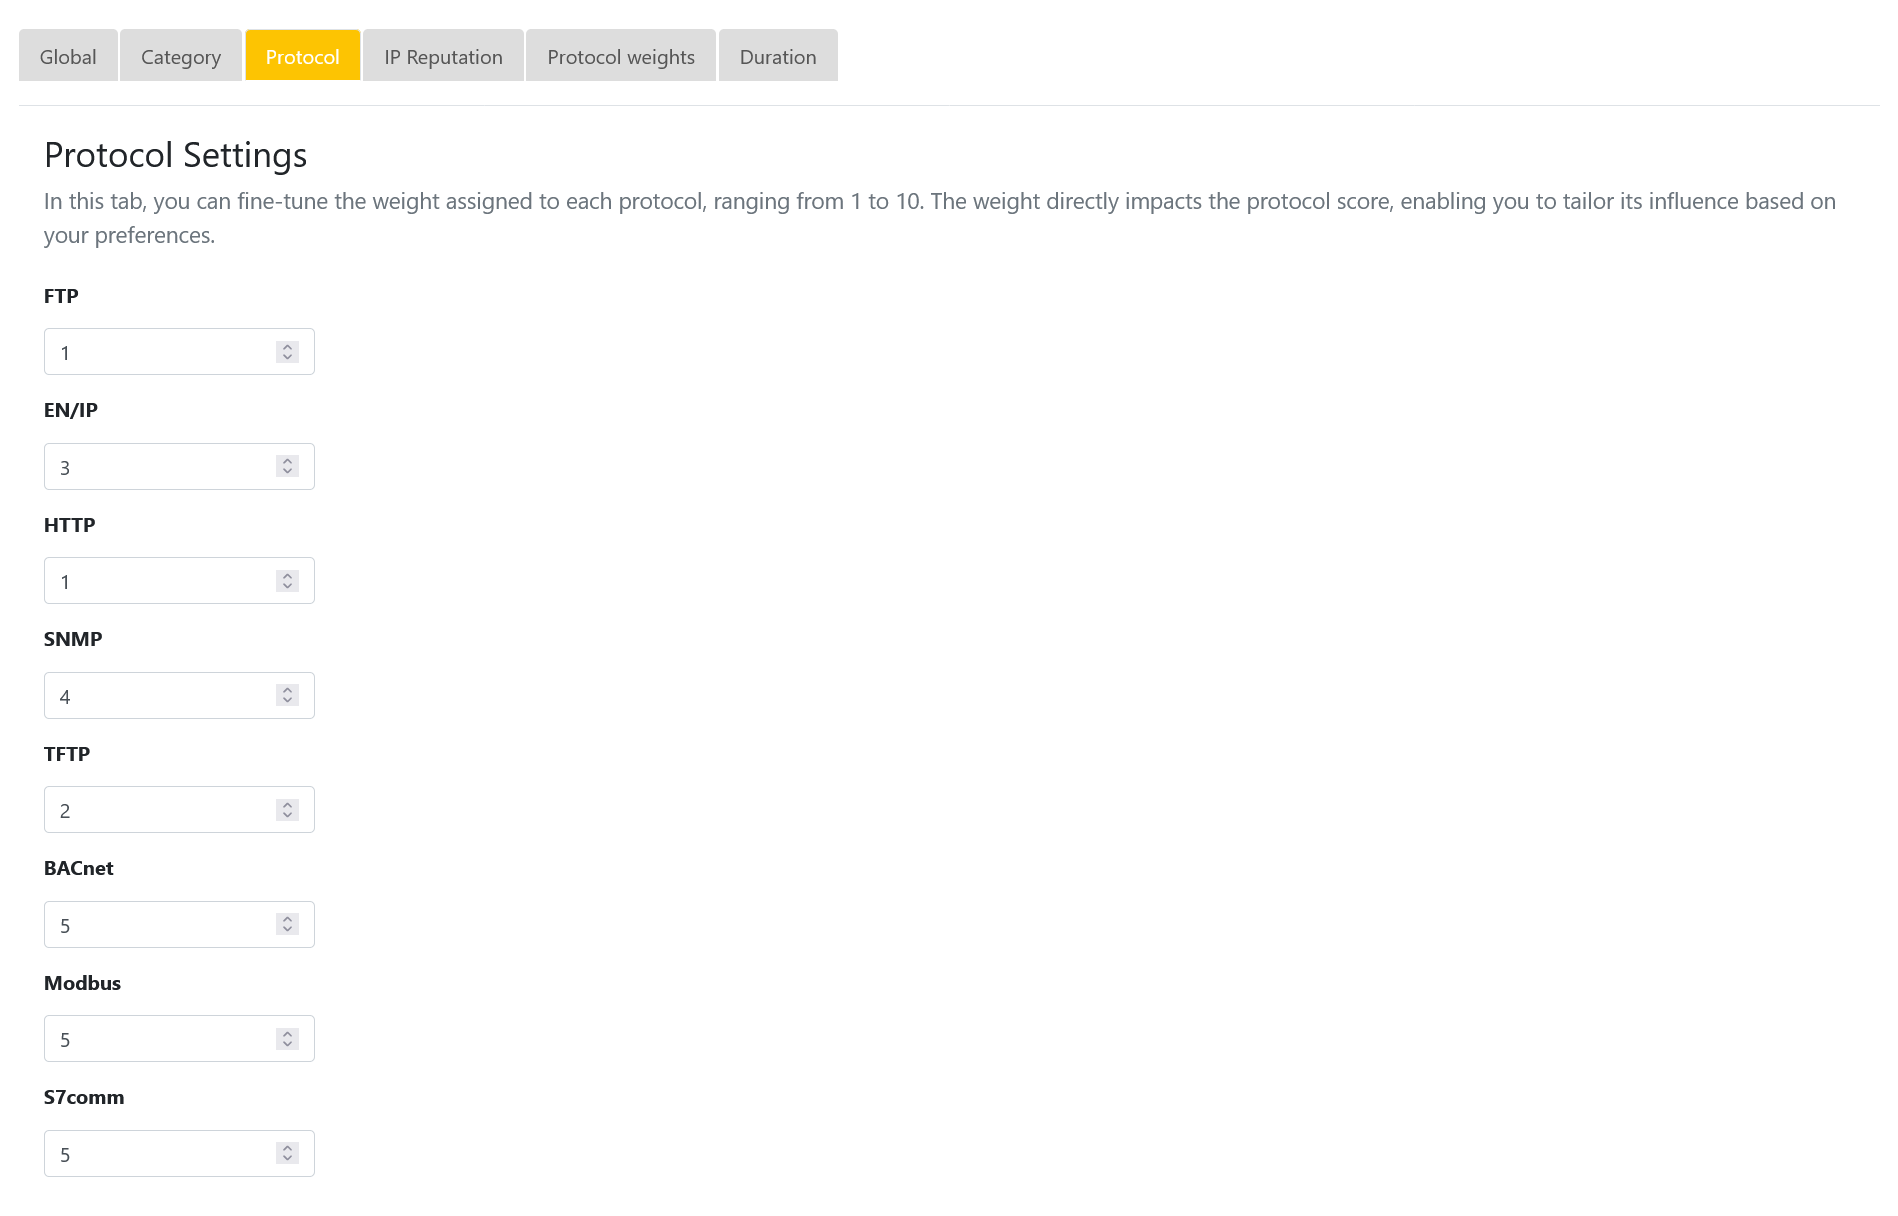 Global Category Protocol IP Reputation Protocol weights Duration
Protocol Settings
In this tab, you can fine-tune the weight assigned to each protocol, ranging from 1 to 10. The weight directly impacts the protocol score, enabling you to tailor its influence based on
your preferences.
FTP
1
EN/IP
3
HTTP
1
SNMP
4
TFTP
2
BACnet
5
Modbus
5
S7comm
5